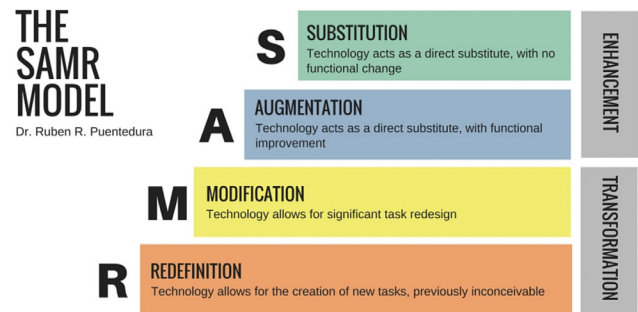 THE
SAMR
MODEL
Dr. Ruben R. Puentedura
S
SUBSTITUTION
Technology acts as a direct substitute, with no
functional change
A
AUGMENTATION
Technology acts as a direct substitute, with functional
improvement
ENHANCEMENT
M
MODIFICATION
Technology allows for significant task redesign
R
REDEFINITION
Technology allows for the creation of new tasks, previously inconceivable
TRANSFORMATION